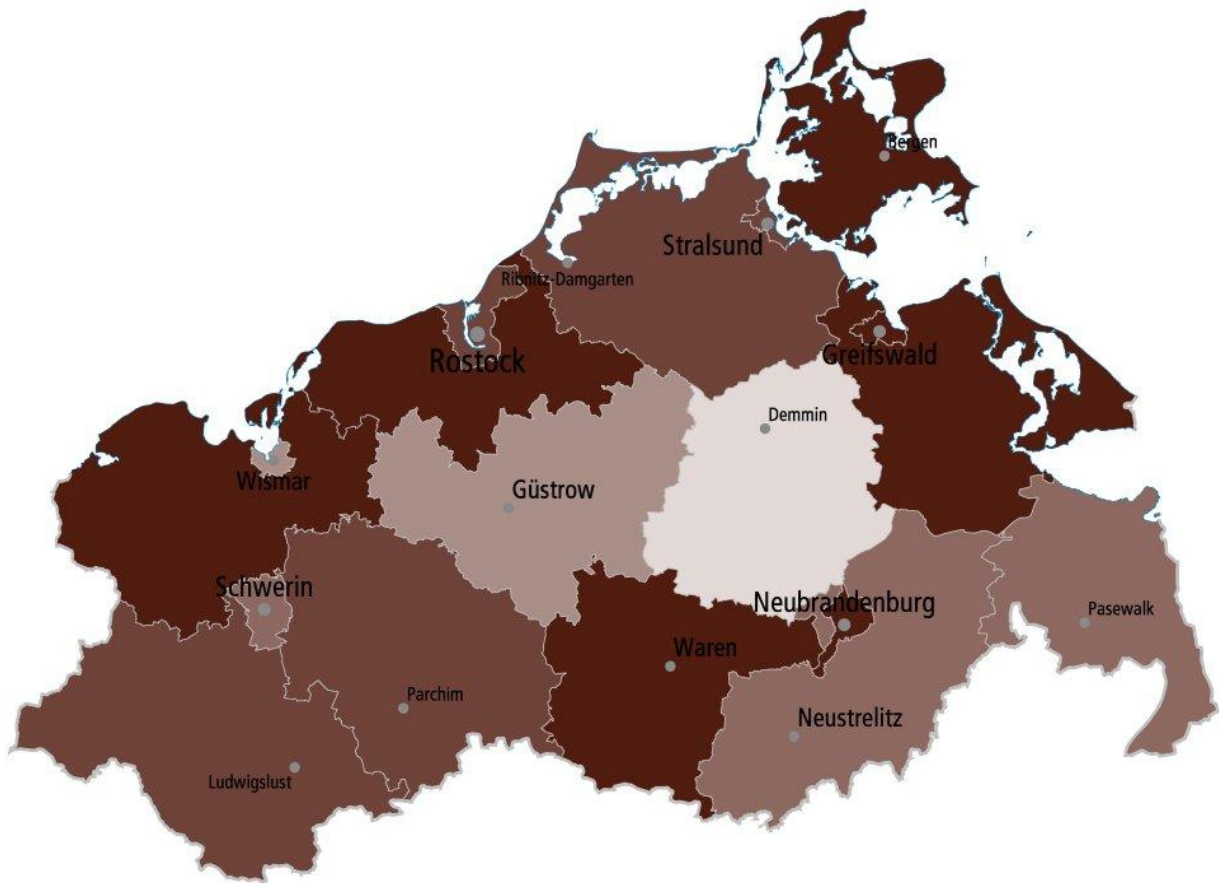 Bergen
Stralsund
Ribnitz-Damgarten
Rostock
Greifswald
Demmin
Wismar
Güstrow
Schwerin
Neubrandenburg
Pasewalk
Waren
Parchim
Neustrelitz
Ludwigslust